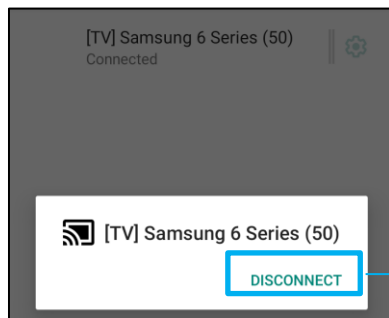 [TV] Samsung 6 Series (50)
Connected
[TV] Samsung 6 Series (50)
DISCONNECT